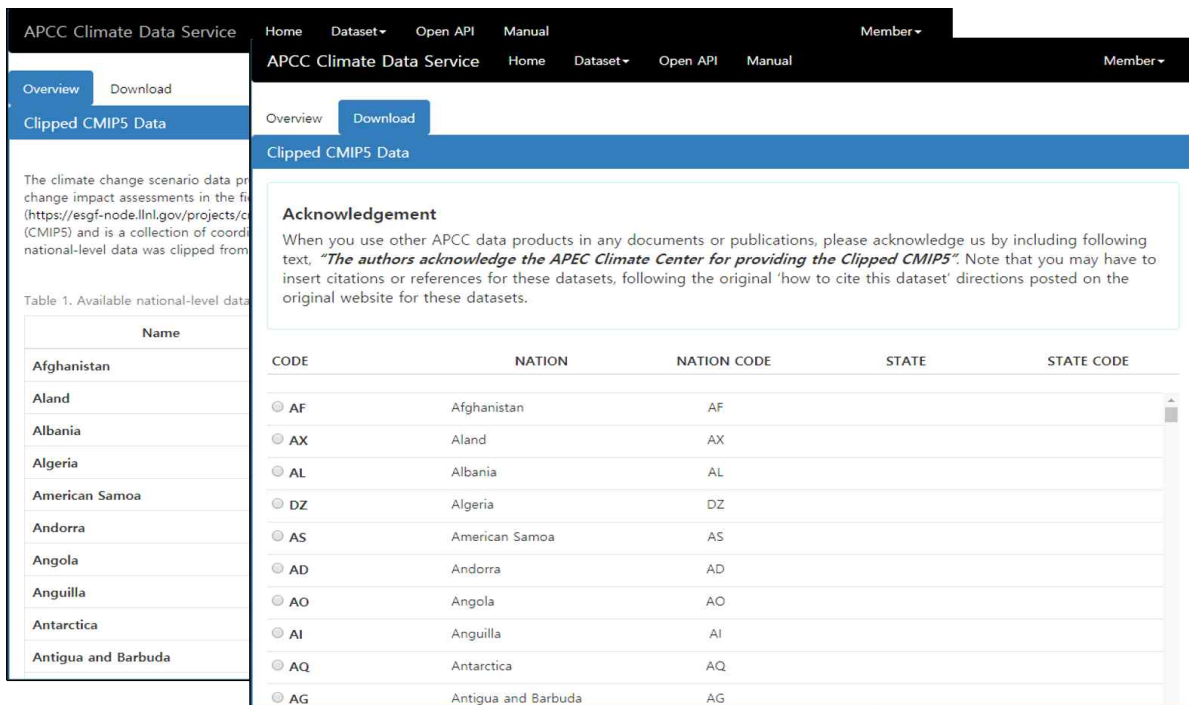 APCC Climate Data Service Home Dataset Open API Manual Member
Overview Download
Clipped CMIP5 Data
The climate change scenario data pr
change impact assessments in the fi
(https://esgf-node.llnl.gov/projects/c
(CMIP5) and is a collection of coordi
national-level data was clipped from
Table 1. Available national-level data
Name
Afghanistan
Aland
Albania
Algeria
American Samoa
Andorra
Angola
Anguilla
Antarctica
Antigua and Barbuda
APCC Climate Data Service Home Dataset Open API Manual Member
Overview Download
Clipped CMIP5 Data
Acknowledgement
When you use other APCC data products in any documents or publications, please acknowledge us by including following
text, “The authors acknowledge the APEC Climate Center for providing the Clipped CMIP5”. Note that you may have to
insert citations or references for these datasets, following the original ‘how to cite this dataset’ directions posted on the
original website for these datasets.
CODE NATION NATION CODE STATE STATE CODE
AF Afghanistan AF
AX Aland AX
AL Albania AL
DZ Algeria DZ
AS American Samoa AS
AD Andorra AD
AO Angola AO
AI Anguilla AI
AQ Antarctica AQ
AG Antigua and Barbuda AG